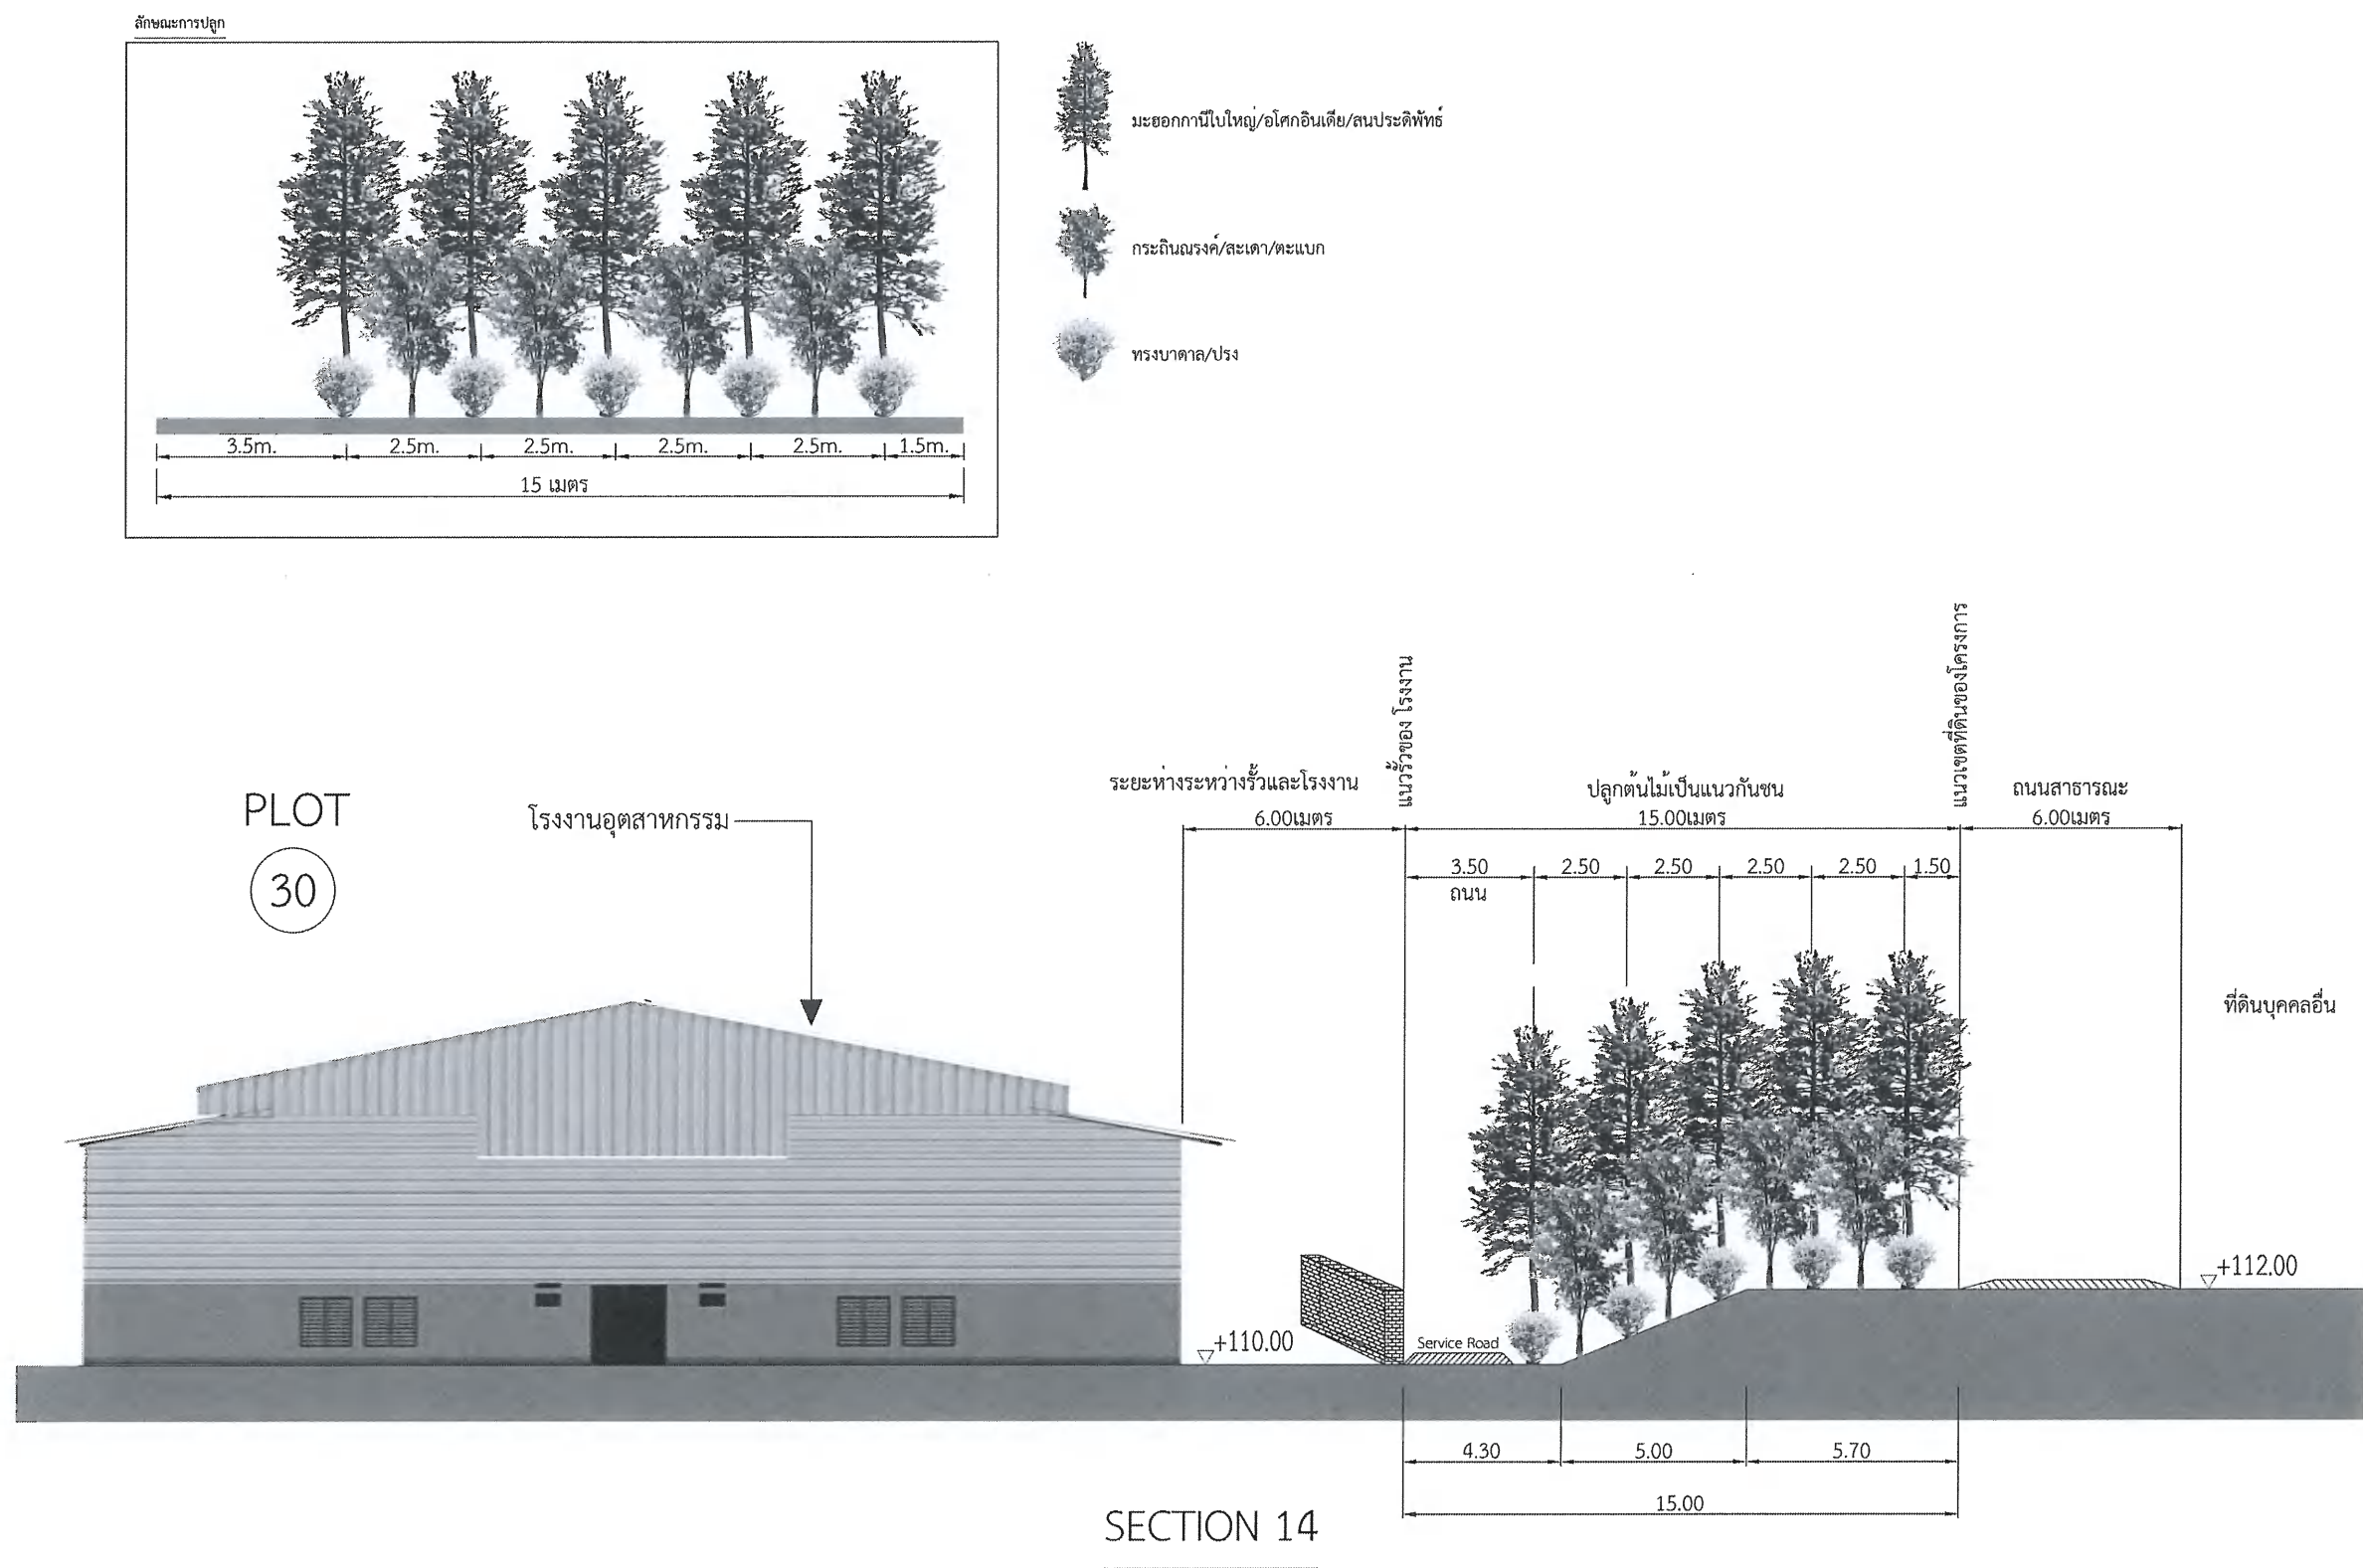 ลักษณะการปลูก
มะฮอกกานีใบใหญ่/อโศกอินเดีย/สนประดิพัทธ์
กระถินณรงค์/สะเดา/ตะแบก
ทรงบาดาล/ปรง
3.5m. 2.5m. 2.5m. 2.5m. 2.5m. 1.5m.
15 เมตร
แนวรั้วของ โรงงาน
แนวเขตที่ดินของโครงการ
ระยะห่างระหว่างรั้วและโรงงาน
6.00เมตร
ปลูกต้นไม้เป็นแนวกันชน
15.00เมตร
ถนนสาธารณะ
6.00เมตร
PLOT
30
โรงงานอุตสาหกรรม
3.50 2.50 2.50 2.50 2.50 1.50
ถนน
ที่ดินบุคคลอื่น
+112.00
+110.00
Service Road
4.30 5.00 5.70
15.00
SECTION 14